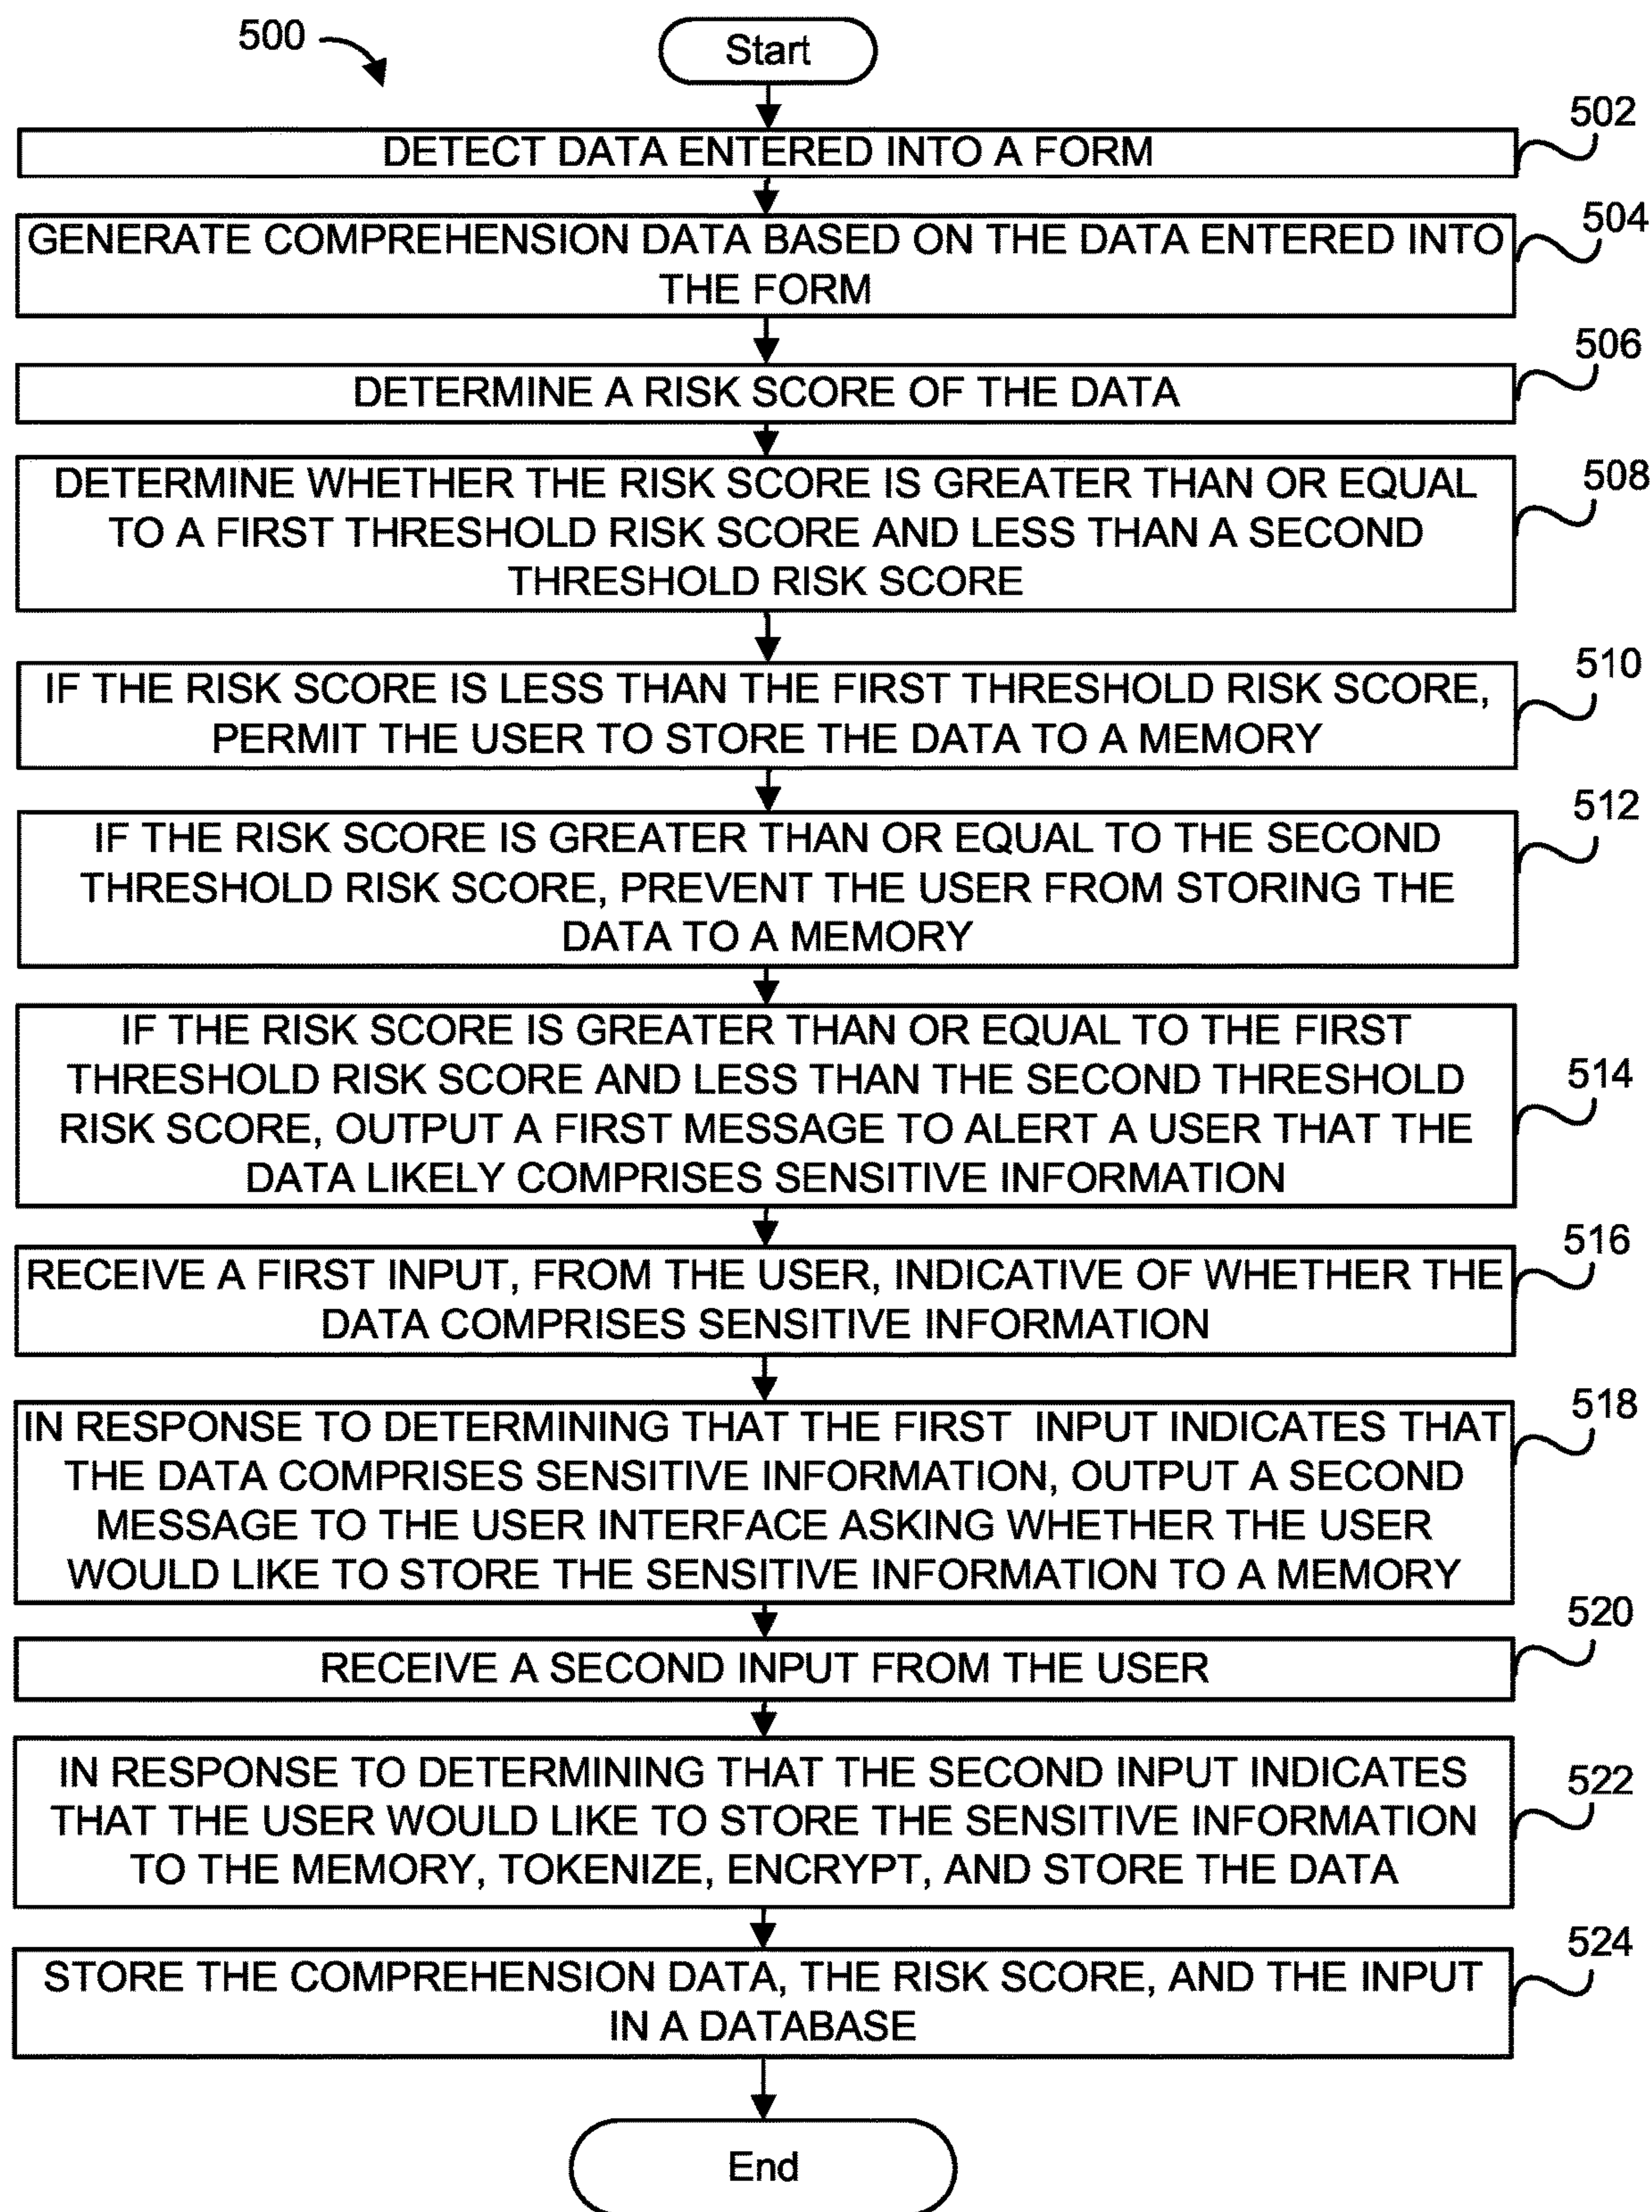 500
Start
502
DETECT DATA ENTERED INTO A FORM
504
GENERATE COMPREHENSION DATA BASED ON THE DATA ENTERED INTO
THE FORM
506
DETERMINE A RISK SCORE OF THE DATA
508
DETERMINE WHETHER THE RISK SCORE IS GREATER THAN OR EQUAL
TO A FIRST THRESHOLD RISK SCORE AND LESS THAN A SECOND
THRESHOLD RISK SCORE
510
IF THE RISK SCORE IS LESS THAN THE FIRST THRESHOLD RISK SCORE,
PERMIT THE USER TO STORE THE DATA TO A MEMORY
512
IF THE RISK SCORE IS GREATER THAN OR EQUAL TO THE SECOND
THRESHOLD RISK SCORE, PREVENT THE USER FROM STORING THE
DATA TO A MEMORY
514
IF THE RISK SCORE IS GREATER THAN OR EQUAL TO THE FIRST
THRESHOLD RISK SCORE AND LESS THAN THE SECOND THRESHOLD
RISK SCORE, OUTPUT A FIRST MESSAGE TO ALERT A USER THAT THE
DATA LIKELY COMPRISES SENSITIVE INFORMATION
516
RECEIVE A FIRST INPUT, FROM THE USER, INDICATIVE OF WHETHER THE
DATA COMPRISES SENSITIVE INFORMATION
518
IN RESPONSE TO DETERMINING THAT THE FIRST INPUT INDICATES THAT
THE DATA COMPRISES SENSITIVE INFORMATION, OUTPUT A SECOND
MESSAGE TO THE USER INTERFACE ASKING WHETHER THE USER
WOULD LIKE TO STORE THE SENSITIVE INFORMATION TO A MEMORY
520
RECEIVE A SECOND INPUT FROM THE USER
522
IN RESPONSE TO DETERMINING THAT THE SECOND INPUT INDICATES
THAT THE USER WOULD LIKE TO STORE THE SENSITIVE INFORMATION
TO THE MEMORY, TOKENIZE, ENCRYPT, AND STORE THE DATA
524
STORE THE COMPREHENSION DATA, THE RISK SCORE, AND THE INPUT
IN A DATABASE
End